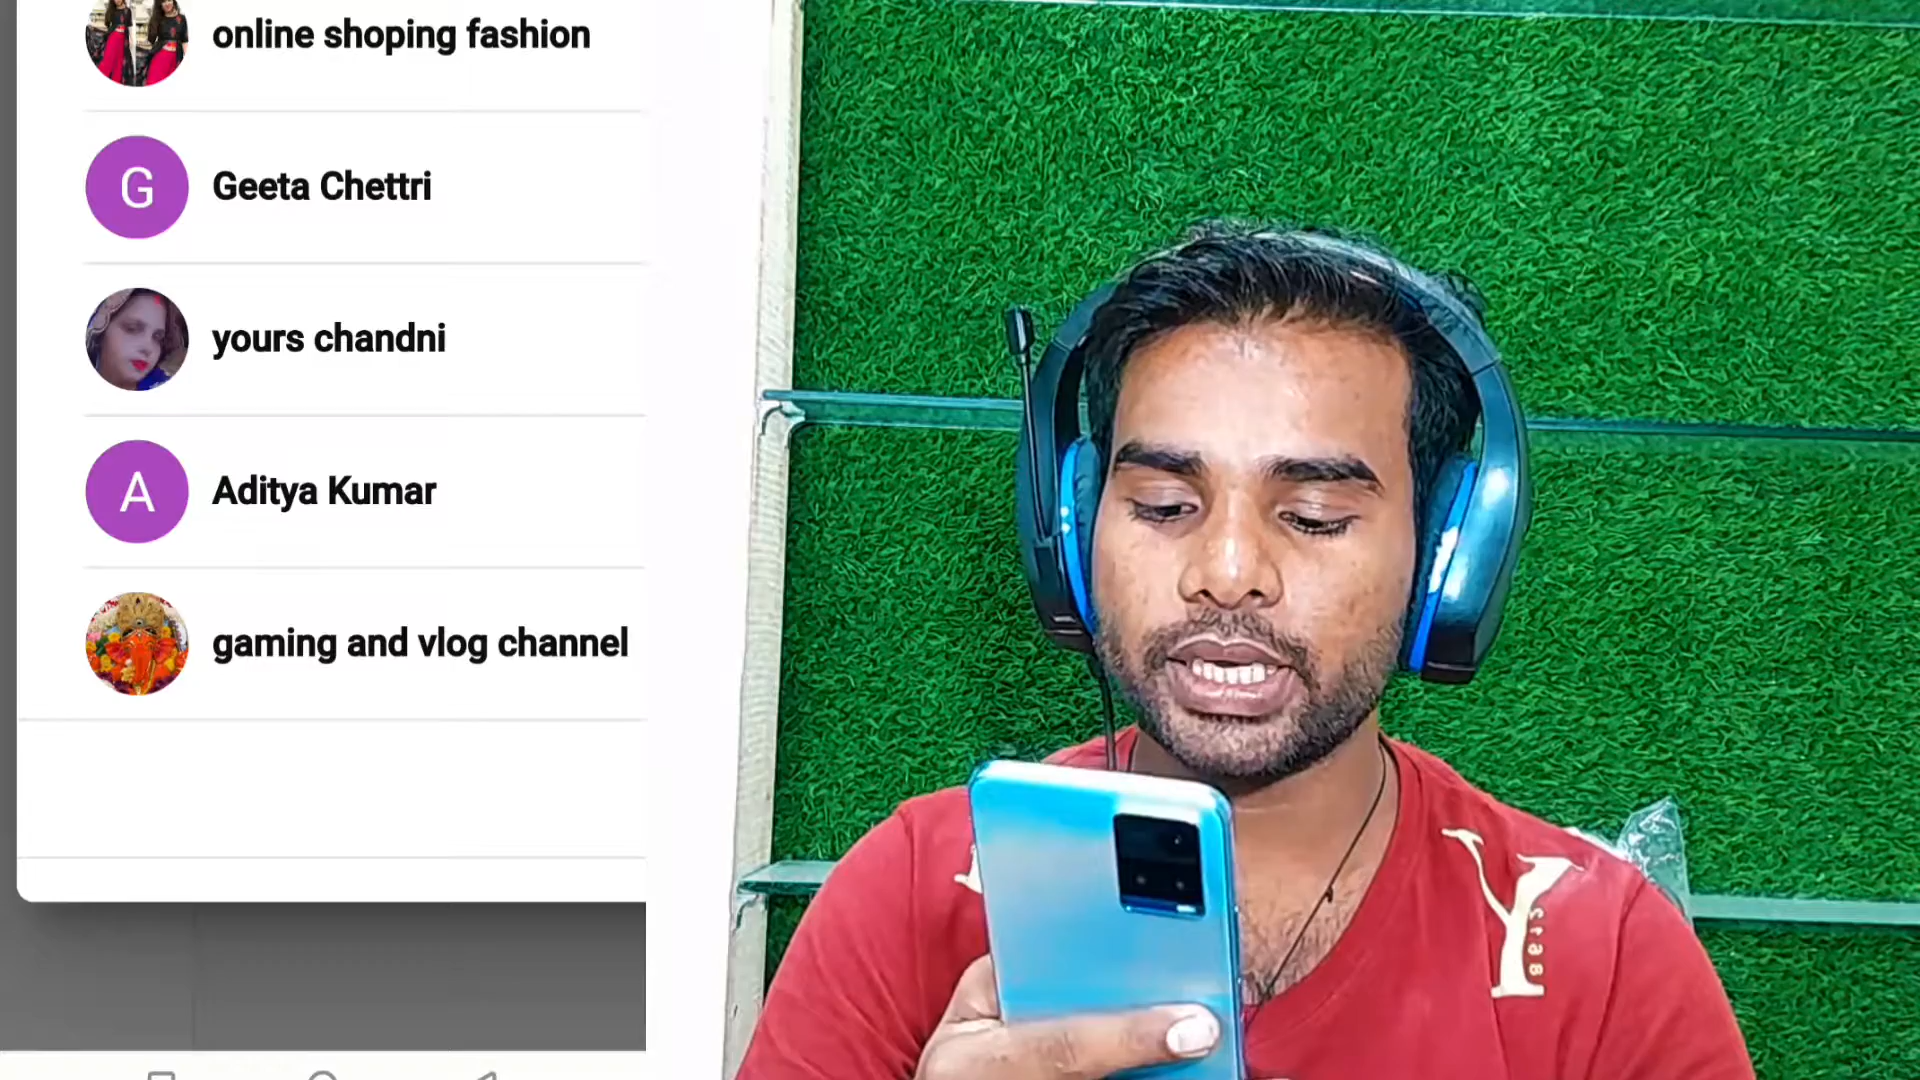 online shoping fashion
G
Geeta Chettri
yours chandni
A
Aditya Kumar
gaming and vlog channel
Y